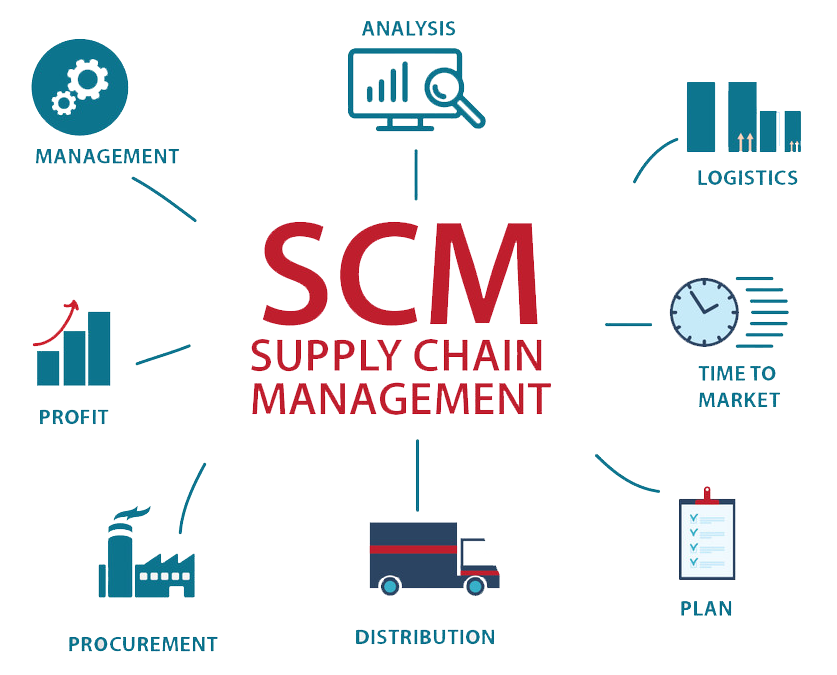 ANALYSIS
MANAGEMENT
LOGISTICS
SCM
SUPPLY CHAIN
MANAGEMENT
TIME TO
MARKET
PROFIT
PLAN
PROCUREMENT
DISTRIBUTION